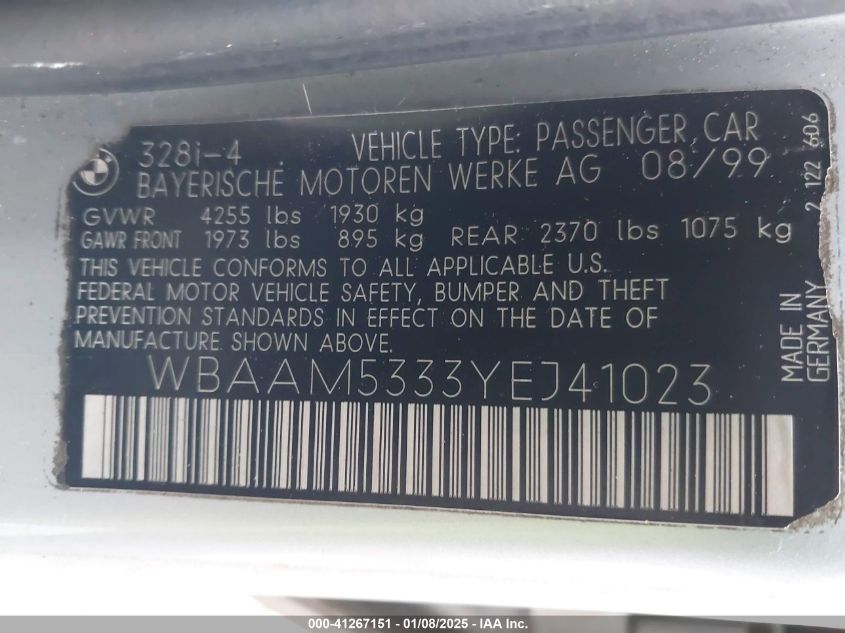 328i-4 VEHICLE TYPE: PASSENGER CAR
BAYERISCHE MOTOREN WERKE AG 08/99
GVWR 4255 lbs 1930 kg
GAWR FRONT 1973 lbs 895 kg REAR 2370 lbs 1075 kg
THIS VEHICLE CONFORMS TO ALL APPLICABLE U.S.
FEDERAL MOTOR VEHICLE SAFETY, BUMPER AND THEFT
PREVENTION STANDARDS IN EFFECT ON THE DATE OF
MANUFACTURE SHOWN ABOVE.
WBAAM5333YEJ41023
MADE IN
GERMANY
2 122 606
000-41267151 - 01/08/2025 - Copyright IAA, Inc.